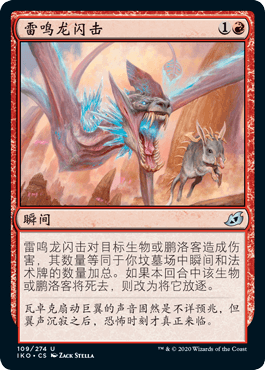 雷鸣龙闪击 1
瞬间
雷鸣龙闪击对目标生物或鹏洛客造成伤
害，其数量等同于你坟墓场中瞬间和法
术牌的数量加总。如果本回合中该生物
或鹏洛客将死去，则改为将它放逐。
瓦卓克扇动巨翼的声音固然是不详预兆，但
翼声沉寂之后，恐怖时刻才真正来临。
109/274 U
IKO • CS ZACK STELLA
™ & © 2020 Wizards of the Coast